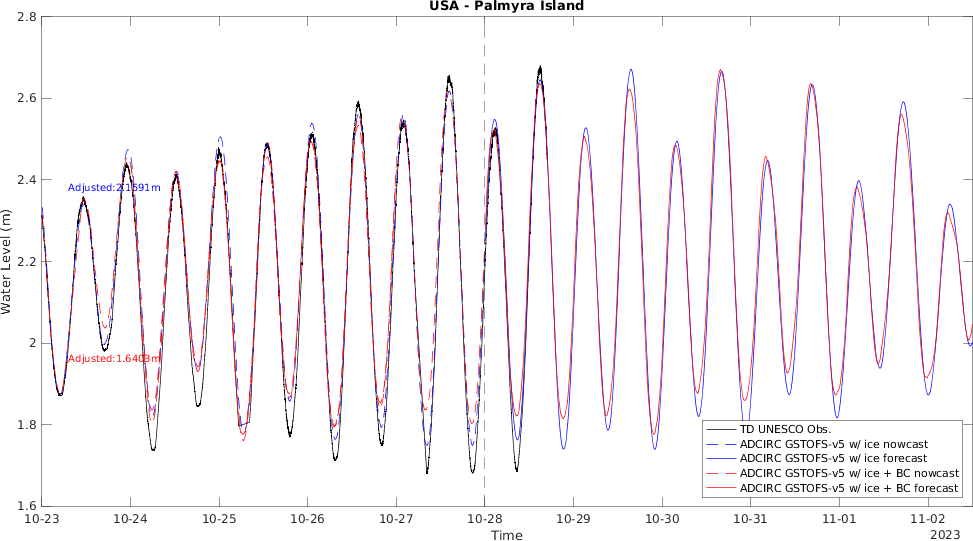 USA - Palmyra Island
2.8
2.6
2.4
2.2
2
1.8
1.6
Water Level (m)
Adjusted:2.1591m
Adjusted:1.6403m
TD UNESCO Obs.
ADCIRC GSTOFS-v5 w/ ice nowcast
ADCIRC GSTOFS-v5 w/ ice forecast
ADCIRC GSTOFS-v5 w/ ice + BC nowcast
ADCIRC GSTOFS-v5 w/ ice + BC forecast
10-23 10-24 10-25 10-26 10-27 10-28 10-29 10-30 10-31 11-01 11-02
Time
2023